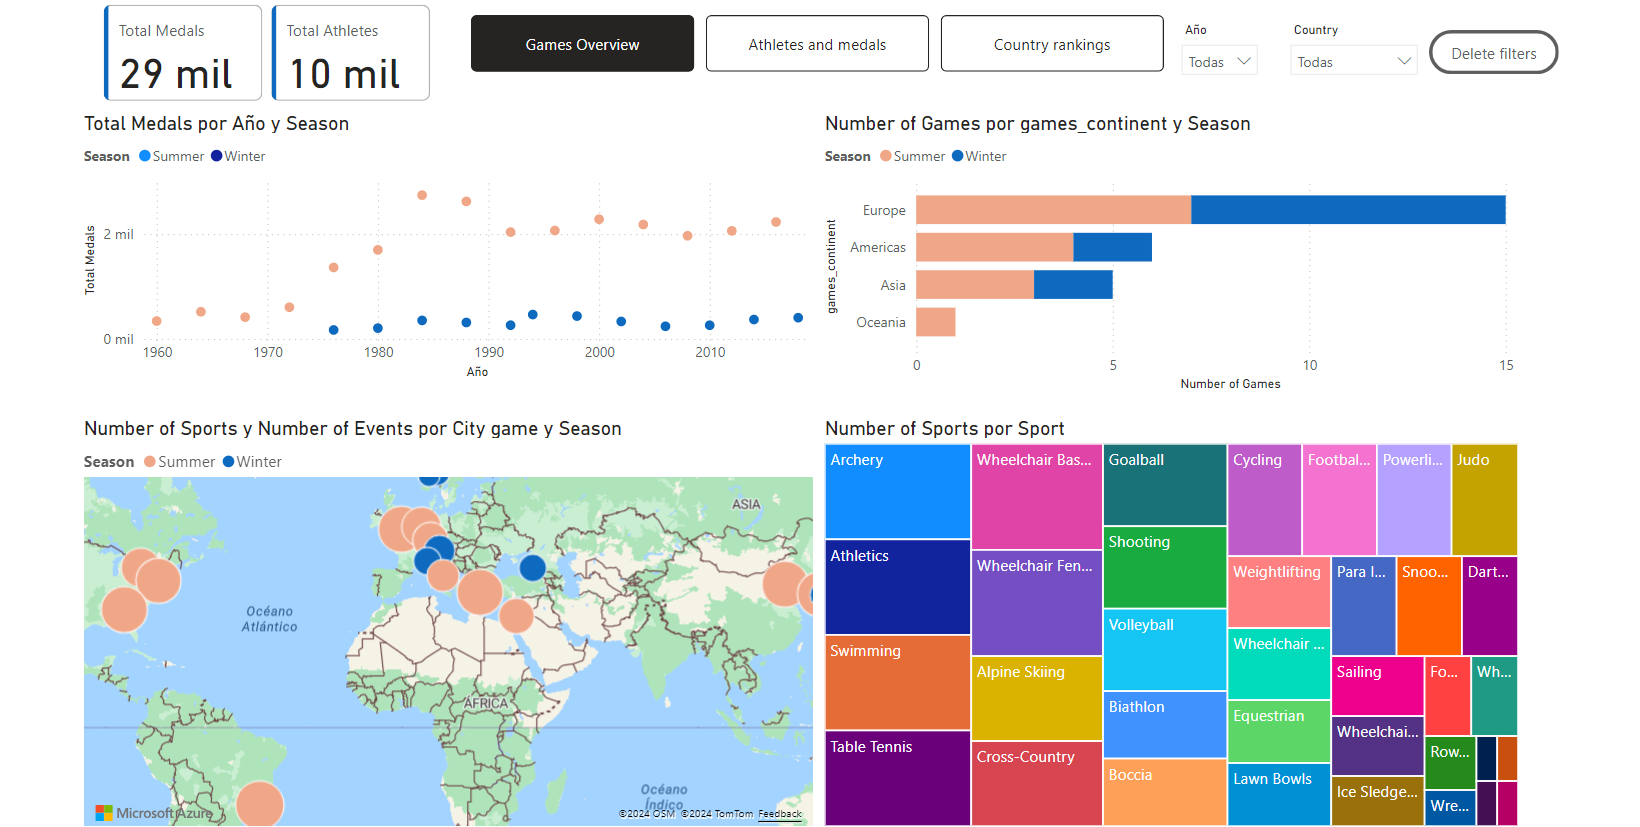 Total Medals
29 mil
Total Athletes
10 mil
Games Overview
Athletes and medals
Country rankings
Año
Todas
Country
Todas
Delete filters
Total Medals por Año y Season
Season Summer Winter
Total Medals
2 mil
0 mil
1960 1970 1980 1990 2000 2010
Año
Number of Games por games_continent y Season
Season Summer Winter
games_continent
Europe
Americas
Asia
Oceania
0 5 10 15
Number of Games
Number of Sports y Number of Events por City game y Season
Season Summer Winter
ASIA
Océano
Atlántico
ÁFRICA
Océano
Índico
Microsoft Azure
©2024 OSM ©2024 TomTom Feedback
Number of Sports por Sport
Archery
Athletics
Swimming
Table Tennis
Wheelchair Bas...
Wheelchair Fen...
Alpine Skiing
Cross-Country
Goalball
Shooting
Volleyball
Biathlon
Boccia
Cycling
Footbal...
Powerli...
Judo
Weightlifting
Wheelchair ...
Equestrian
Lawn Bowls
Para I...
Snoo...
Dart...
Sailing
Wheelchai...
Ice Sledge...
Fo...
Wh...
Row...
Wre...